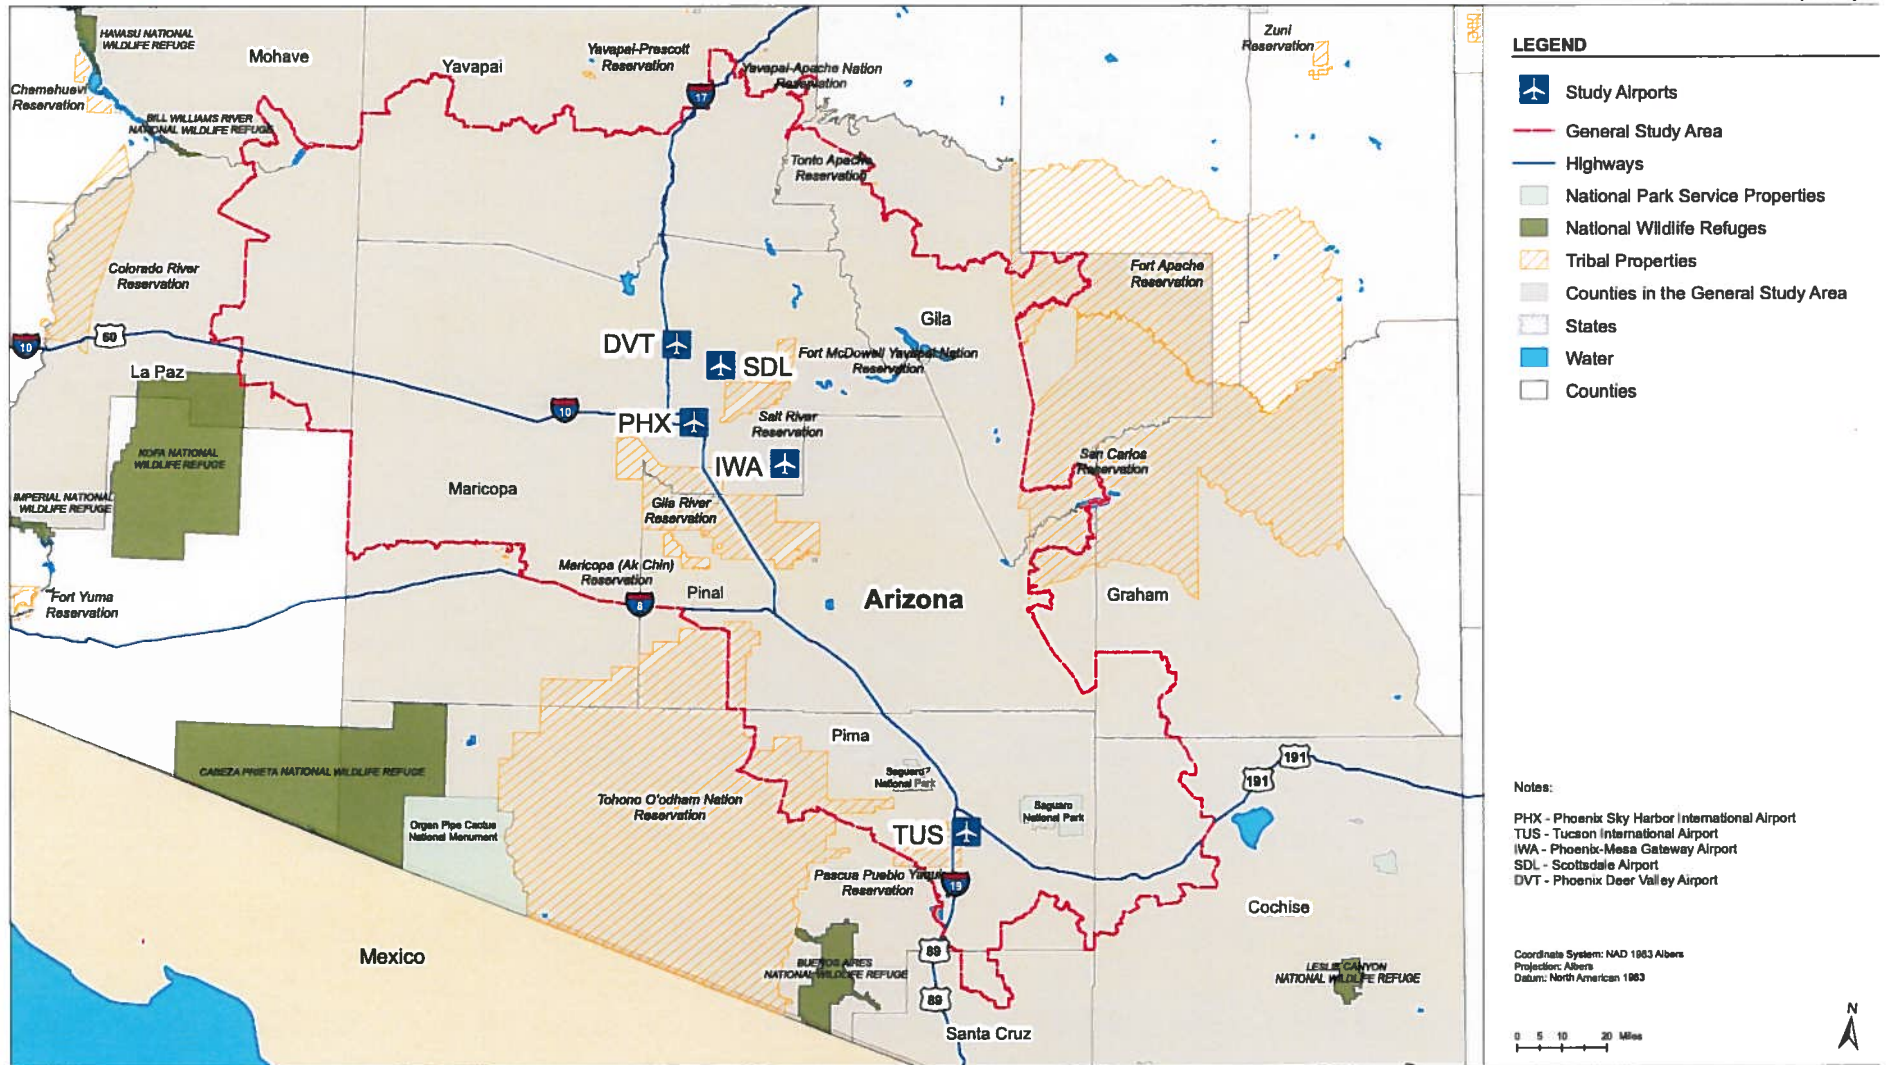 HAVASU NATIONAL
WILDLIFE REFUGE
Mohave
Yavapai
Yavapai-Prescott
Reservation
Yavapai-Apache Nation
Reservation
Zuni
Reservation
17
Chemehuevi
Reservation
BILL WILLIAMS RIVER
NATIONAL WILDLIFE REFUGE
Tonto Apache
Reservation
Colorado River
Reservation
Fort Apache
Reservation
10
60
La Paz
DVT
SDL
Gila
Fort McDowell Yavapai Nation
Reservation
10
PHX
Salt River
Reservation
IWA
KOFA NATIONAL
WILDLIFE REFUGE
San Carlos
Reservation
IMPERIAL NATIONAL
WILDLIFE REFUGE
Maricopa
Gila River
Reservation
Maricopa (Ak Chin)
Reservation
8
Pinal
Arizona
Graham
Fort Yuma
Reservation
Pima
CABEZA PRIETA NATIONAL WILDLIFE REFUGE
Saguaro
National Park
191
191
Tohono O'odham Nation
Reservation
Organ Pipe Cactus
National Monument
Saguaro
National Park
TUS
Pascua Pueblo Yaqui
Reservation
19
Cochise
89
Mexico
BUENOS AIRES
NATIONAL WILDLIFE REFUGE
LESLIE CANYON
NATIONAL WILDLIFE REFUGE
89
Santa Cruz
LEGEND
Study Airports
General Study Area
Highways
National Park Service Properties
National Wildlife Refuges
Tribal Properties
Counties in the General Study Area
States
Water
Counties
Notes:
PHX - Phoenix Sky Harbor International Airport
TUS - Tucson International Airport
IWA - Phoenix-Mesa Gateway Airport
SDL - Scottsdale Airport
DVT - Phoenix Deer Valley Airport
Coordinate System: NAD 1983 Albers
Projection: Albers
Datum: North American 1983
N
0 5 10 20 Miles